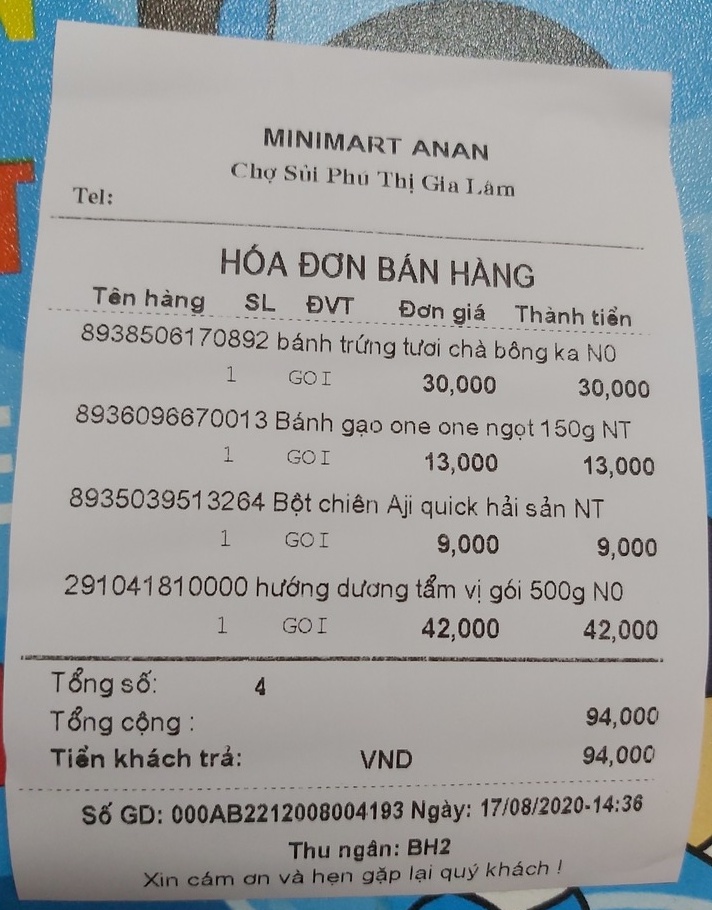 MINIMART ANAN
Chợ Sủi Phú Thị Gia Lâm
Tel:
HÓA ĐƠN BÁN HÀNG
Tên hàng SL ĐVT Đơn giá Thành tiền
8938506170892 bánh trứng tươi chà bông ka N0
1 GOI 30,000 30,000
8936096670013 Bánh gạo one one ngọt 150g NT
1 GOI 13,000 13,000
8935039513264 Bột chiên Aji quick hải sản NT
1 GOI 9,000 9,000
291041810000 hướng dương tẩm vị gói 500g N0
1 GOI 42,000 42,000
Tổng số: 4
Tổng cộng : 94,000
Tiền khách trả: VND 94,000
Số GD: 000AB2212008004193 Ngày: 17/08/2020-14:36
Thu ngân: BH2
Xin cám ơn và hẹn gặp lại quý khách !